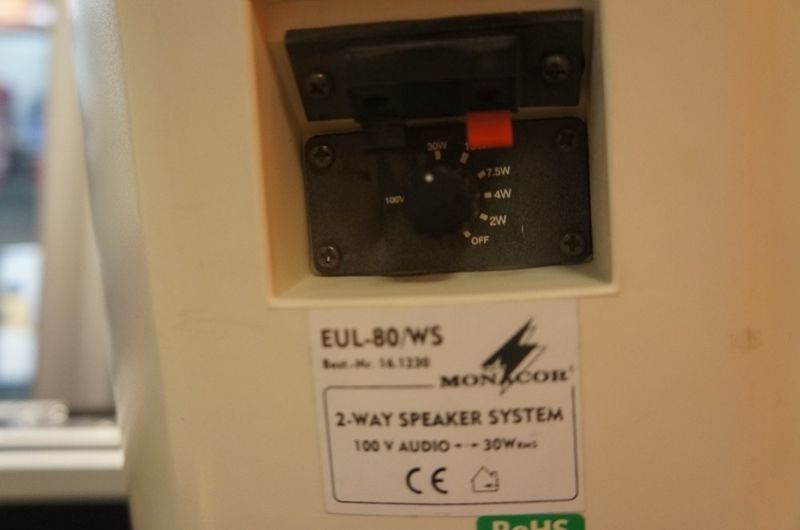 30W
7.5W
100V
4W
2W
OFF
EUL-80/WS
Best.-Nr. 16.1230
MONACOR®
2-WAY SPEAKER SYSTEM
100 V AUDIO ↔ 30WRMS
CE
RoHS